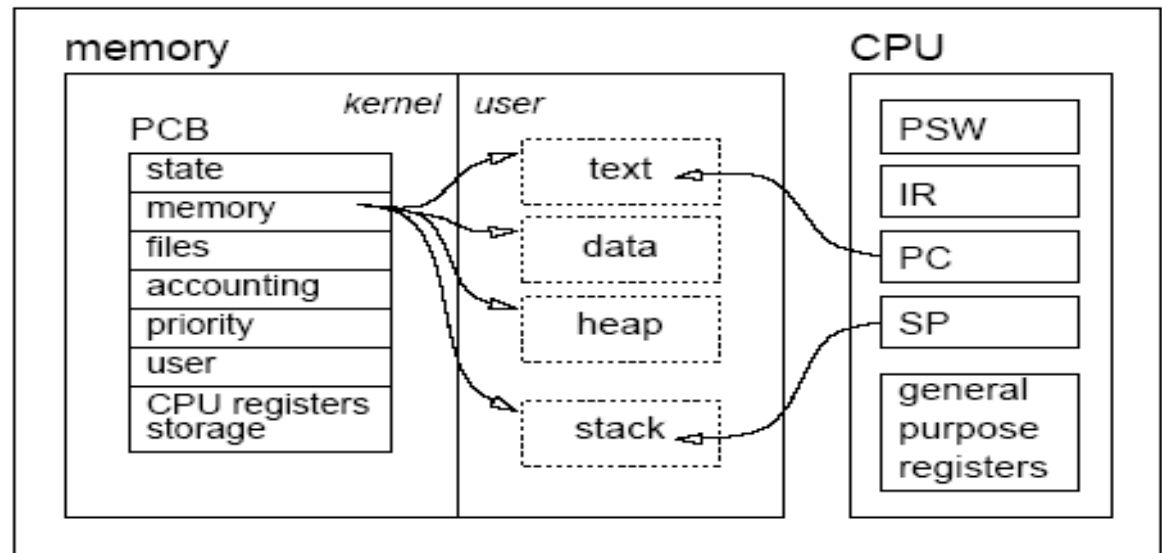 memory
CPU
kernel
user
PCB
state
memory
files
accounting
priority
user
CPU registers
storage
text
data
heap
stack
PSW
IR
PC
SP
general
purpose
registers